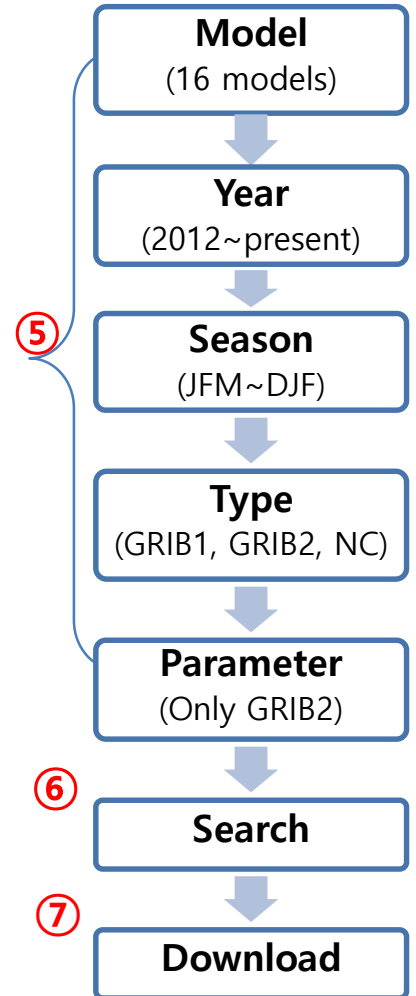 Model
(16 models)
Year
(2012~present)
⑤
Season
(JFM~DJF)
Type
(GRIB1, GRIB2, NC)
Parameter
(Only GRIB2)
⑥
Search
⑦
Download